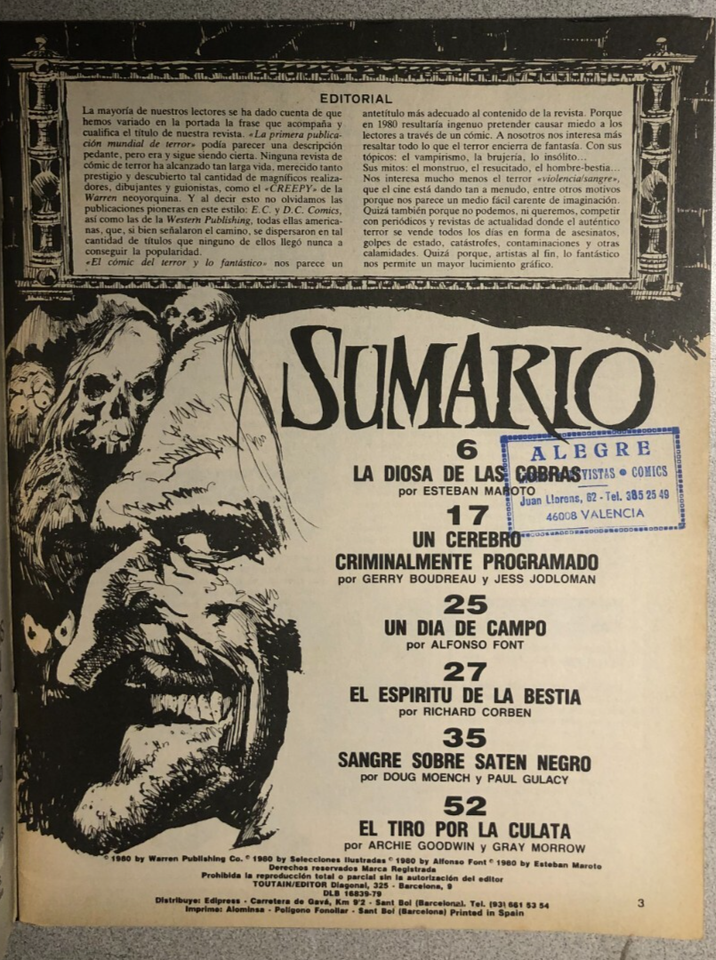 EDITORIAL
La mayoría de nuestros lectores se ha dado cuenta de que
hemos variado en la portada la frase que acompaña y
cualifica el título de nuestra revista. «La primera publica-
ción mundial de terror» podía parecer una descripción
pedante, pero era y sigue siendo cierta. Ninguna revista de
cómic de terror ha alcanzado tan larga vida, merecido tanto
prestigio y descubierto tal cantidad de magníficos realiza-
dores, dibujantes y guionistas, como el «CREEPY» de la
Warren neoyorquina. Y al decir esto no olvidamos las
publicaciones pioneras en este estilo: E.C. y D.C. Comics,
así como las de la Western Publishing, todas ellas america-
nas, que, si bien señalaron el camino, se dispersaron en tal
cantidad de títulos que ninguno de ellos llegó nunca a
conseguir la popularidad.
«El cómic del terror y lo fantástico» nos parece un
antetítulo más adecuado al contenido de la revista. Porque
en 1980 resultaría ingenuo pretender causar miedo a los
lectores a través de un cómic. A nosotros nos interesa más
resaltar todo lo que el terror encierra de fantasía. Con sus
tópicos: el vampirismo, la brujería, lo insólito...
Sus mitos: el monstruo, el resucitado, el hombre-bestia...
Nos interesa mucho menos el terror «violencia/sangre»,
que el cine está dando tan a menudo, entre otros motivos
porque nos parece un medio fácil carente de imaginación.
Quizá también porque no podemos, ni queremos, competir
con periódicos y revistas de actualidad donde el auténtico
terror se vende todos los días en forma de asesinatos,
golpes de estado, catástrofes, contaminaciones y otras
calamidades. Quizá porque, artistas al fin, lo fantástico
nos permite un mayor lucimiento gráfico.
SUMARIO
6
LA DIOSA DE LAS COBRAS
por ESTEBAN MAROTO
ALEGRE
VISTAS • COMICS
Juan Llorens, 62 - Tel. 385 25 49
46008 VALENCIA
17
UN CEREBRO
CRIMINALMENTE PROGRAMADO
por GERRY BOUDREAU y JESS JODLOMAN
25
UN DIA DE CAMPO
por ALFONSO FONT
27
EL ESPIRITU DE LA BESTIA
por RICHARD CORBEN
35
SANGRE SOBRE SATEN NEGRO
por DOUG MOENCH y PAUL GULACY
52
EL TIRO POR LA CULATA
por ARCHIE GOODWIN y GRAY MORROW
© 1980 by Warren Publishing Co. © 1980 by Selecciones Ilustradas © 1980 by Alfonso Font © 1980 by Esteban Maroto
Derechos reservados Marca Registrada
Prohibida la reproducción total o parcial sin la autorización del editor
TOUTAIN/EDITOR Diagonal, 325 - Barcelona, 9
DLB 16839-79
Distribuye: Edipress - Carretera de Gavá, Km 9'2 - Sant Boi (Barcelona). Tel. (93) 661 53 54
Imprime: Alominsa - Polígono Fonollar - Sant Boi (Barcelona) Printed in Spain
3